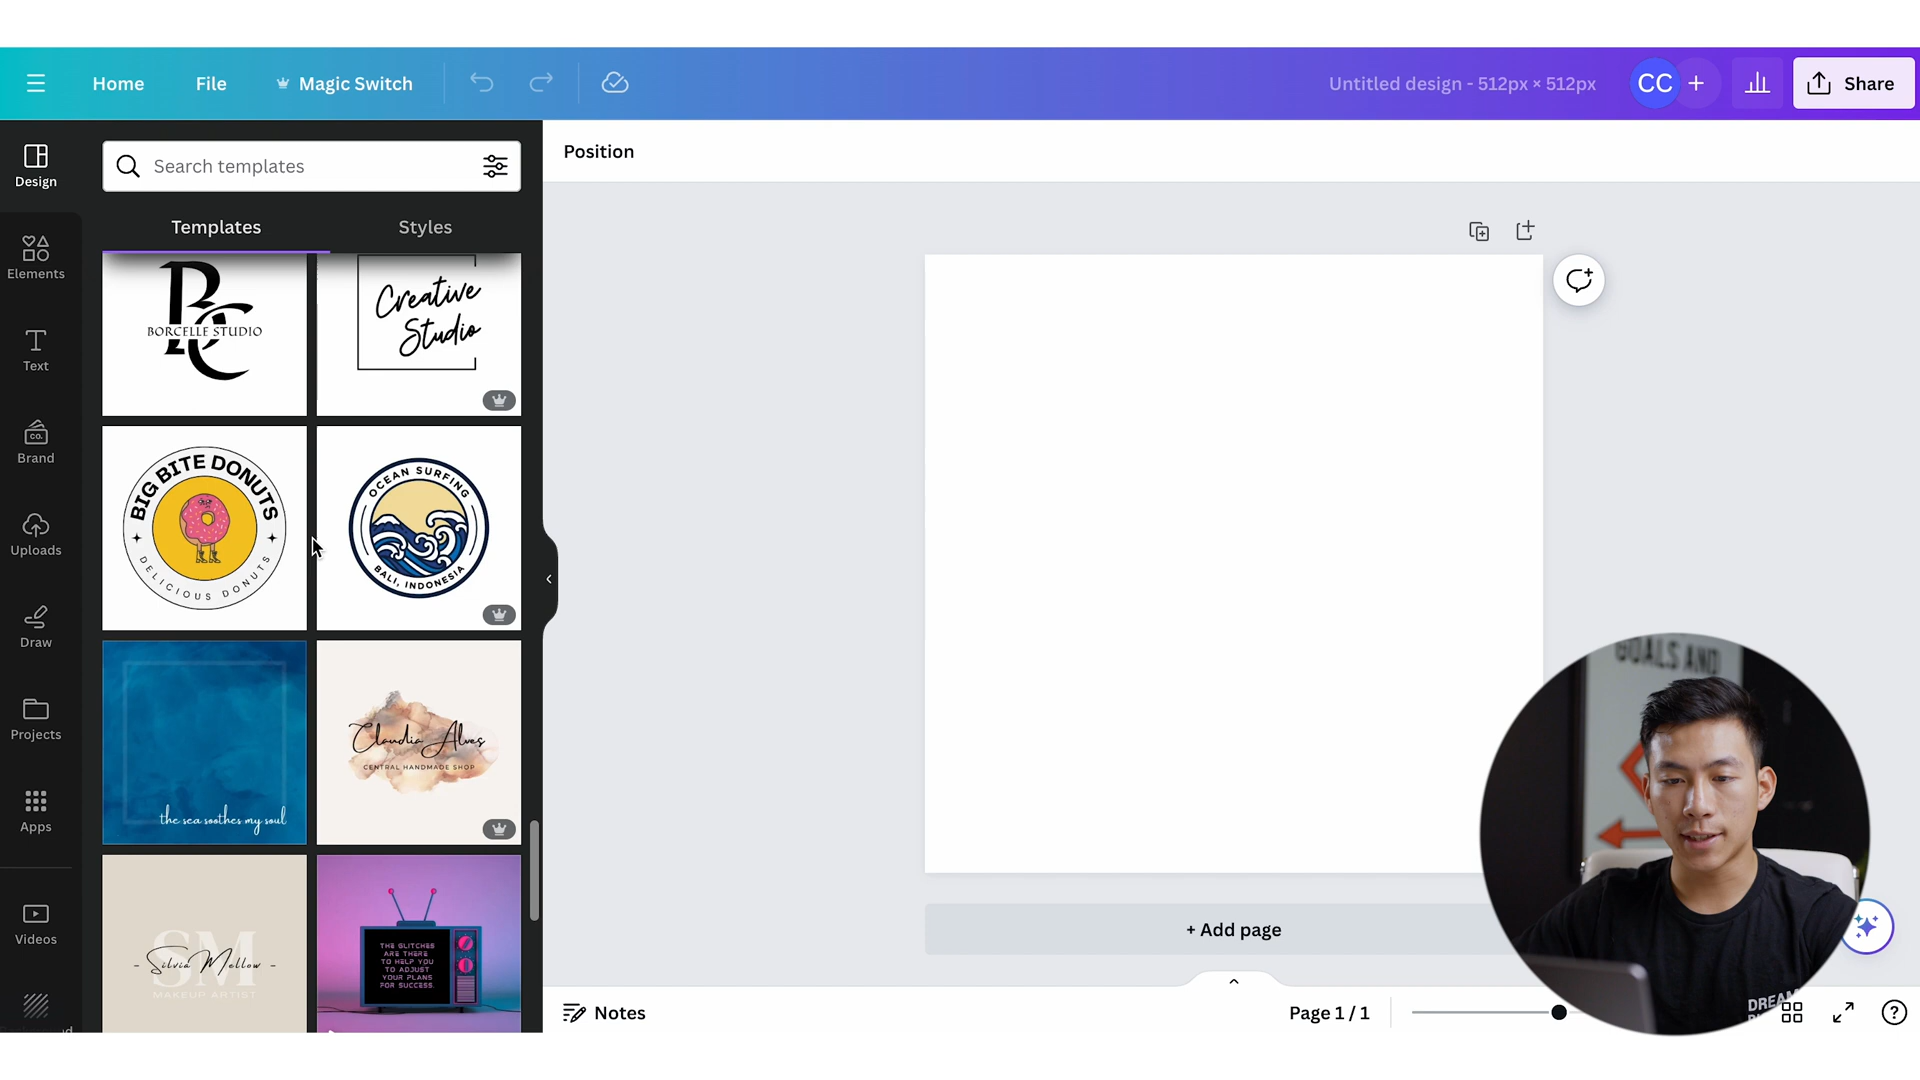 Home
File
Magic Switch
Untitled design - 512px × 512px
CC
+
Share
Design
Search templates
Position
Templates
Styles
Elements
Text
Brand
CO.
Uploads
Draw
Projects
Apps
Videos
BORCELLE STUDIO
Creative
Studio
BIG BITE DONUTS
DELICIOUS DONUTS
OCEAN SURFING
BALI, INDONESIA
the sea soothes my soul
Claudia Alves
CENTRAL HANDMADE SHOP
SM
- Silvia Mellow -
MAKEUP ARTIST
THE GLITCHES
ARE THERE
TO HELP YOU
TO ADJUST
YOUR PLANS
FOR SUCCESS.
GOALS AND
DREAM
+ Add page
Notes
Page 1 / 1
?